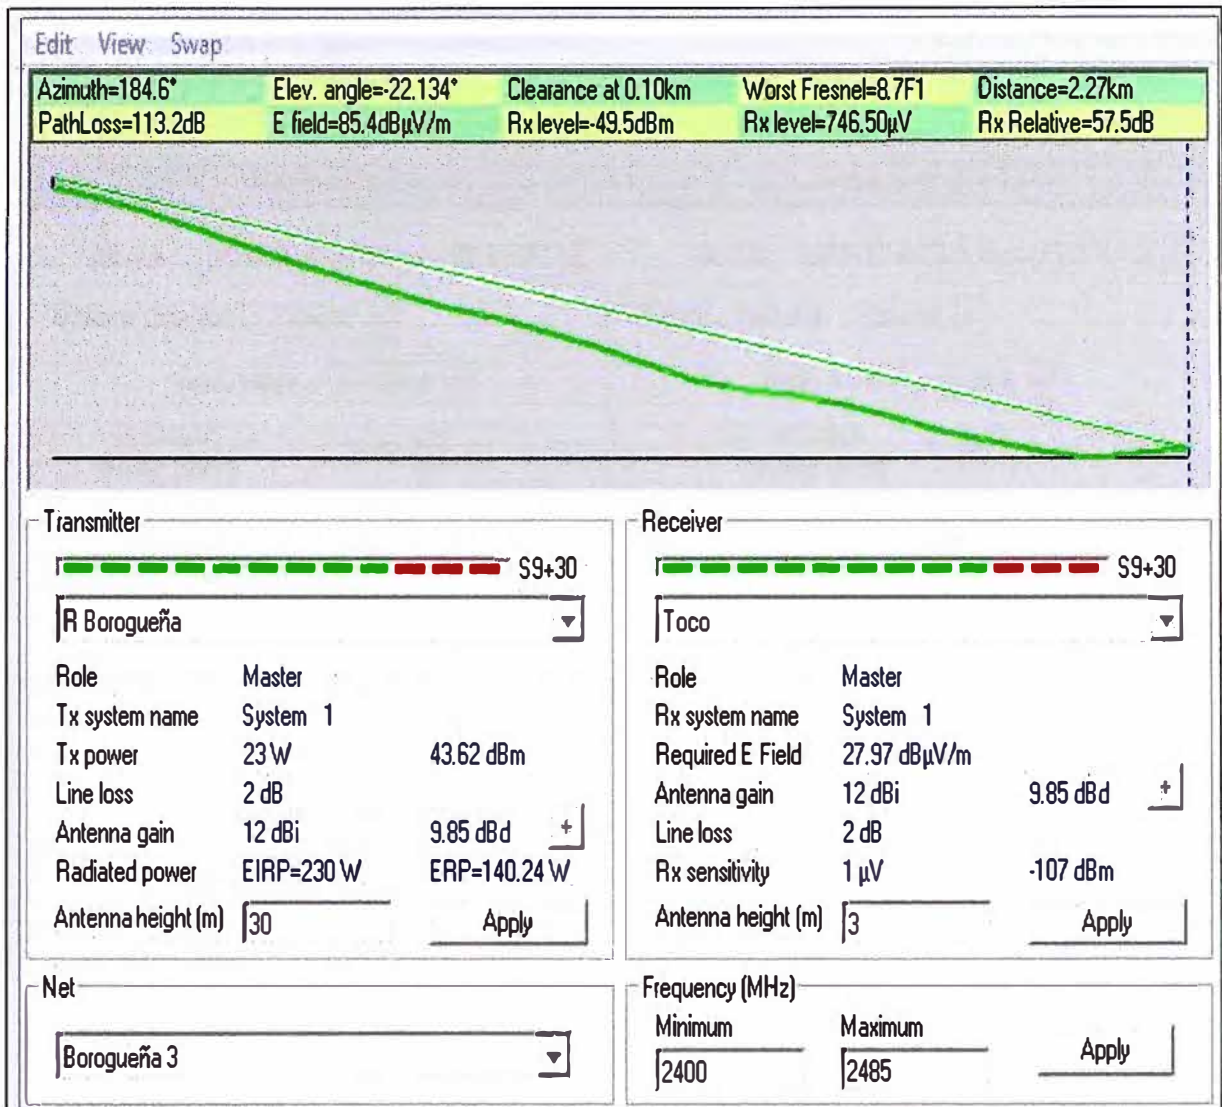 Edit View Swap
Azimuth=184.6° Elev. angle=-22.134° Clearance at 0.10km Worst Fresnel=8.7F1 Distance=2.27km
PathLoss=113.2dB E field=85.4dBµV/m Rx level=-49.5dBm Rx level=746.50µV Rx Relative=57.5dB
Transmitter
S9+30
R Borogueña
Role Master
Tx system name System 1
Tx power 23 W 43.62 dBm
Line loss 2 dB
Antenna gain 12 dBi 9.85 dBd +
Radiated power EIRP=230 W ERP=140.24 W
Antenna height (m) 30 Apply
Net
Borogueña 3
Receiver
S9+30
Toco
Role Master
Rx system name System 1
Required E Field 27.97 dBµV/m
Antenna gain 12 dBi 9.85 dBd +
Line loss 2 dB
Rx sensitivity 1 µV -107 dBm
Antenna height (m) 3 Apply
Frequency (MHz)
Minimum Maximum
2400 2485 Apply